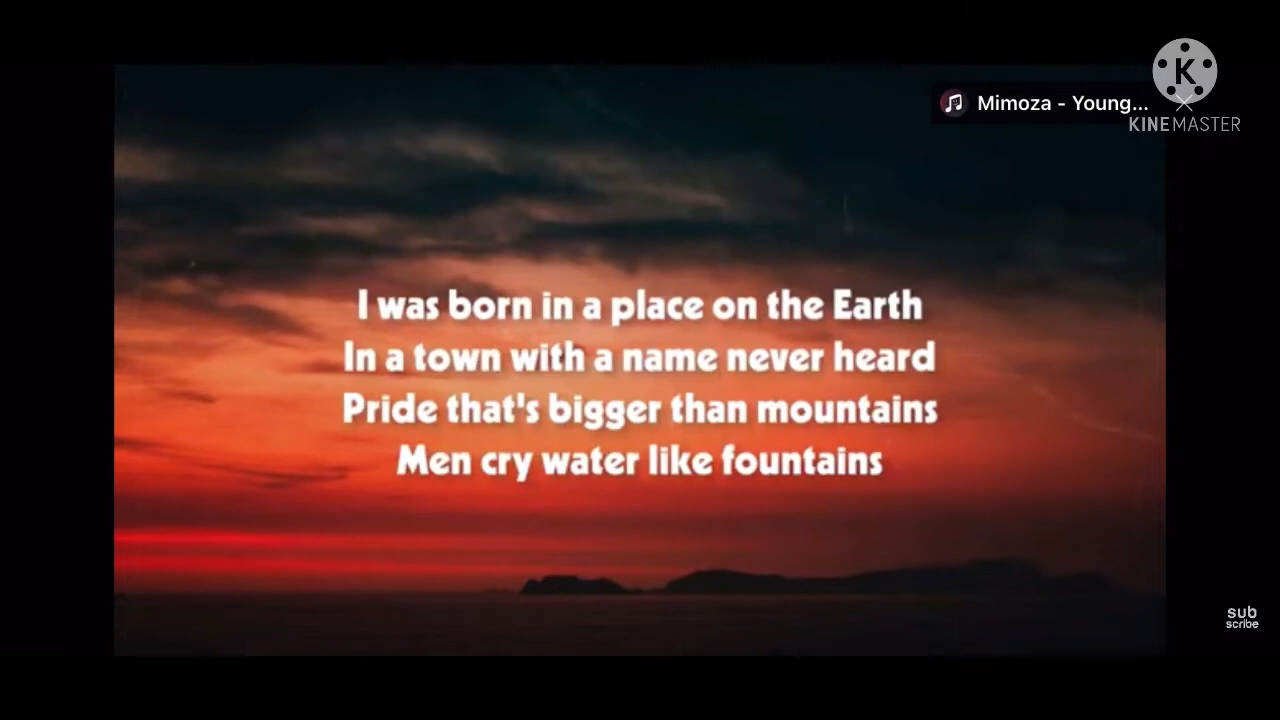 K
Mimoza - Young...
KINEMASTER
I was born in a place on the Earth
In a town with a name never heard
Pride that's bigger than mountains
Men cry water like fountains
sub
scribe